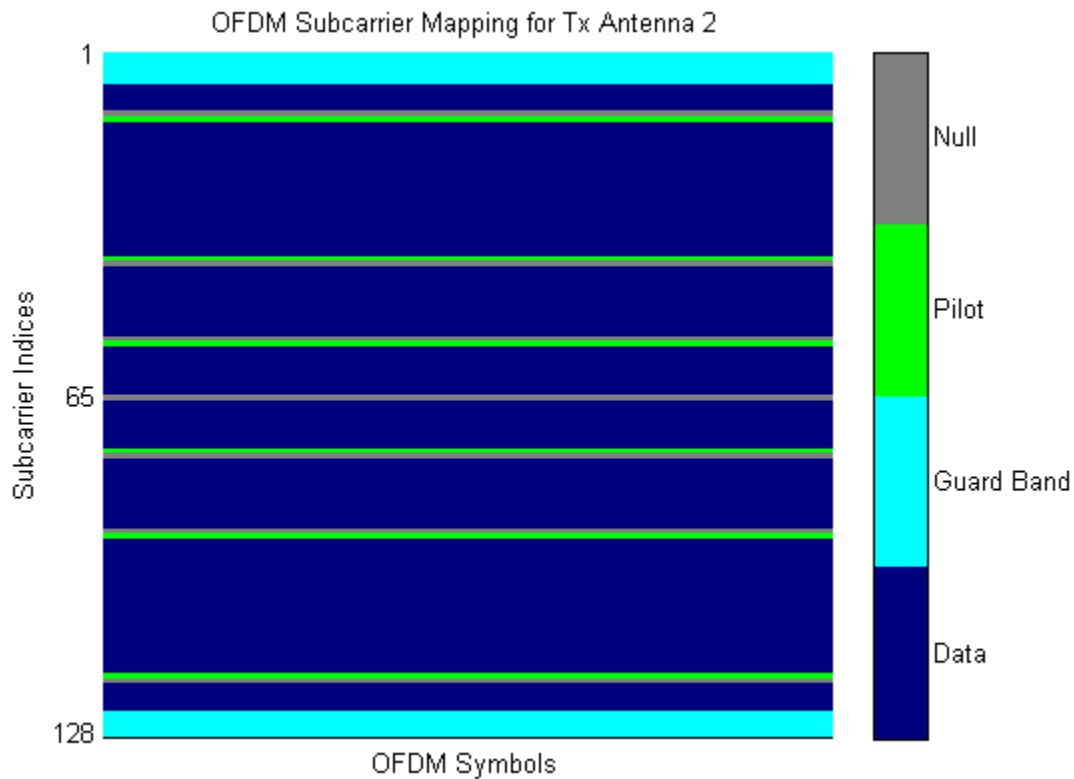 OFDM Subcarrier Mapping for Tx Antenna 2
1
65
128
Subcarrier Indices
OFDM Symbols
Null
Pilot
Guard Band
Data